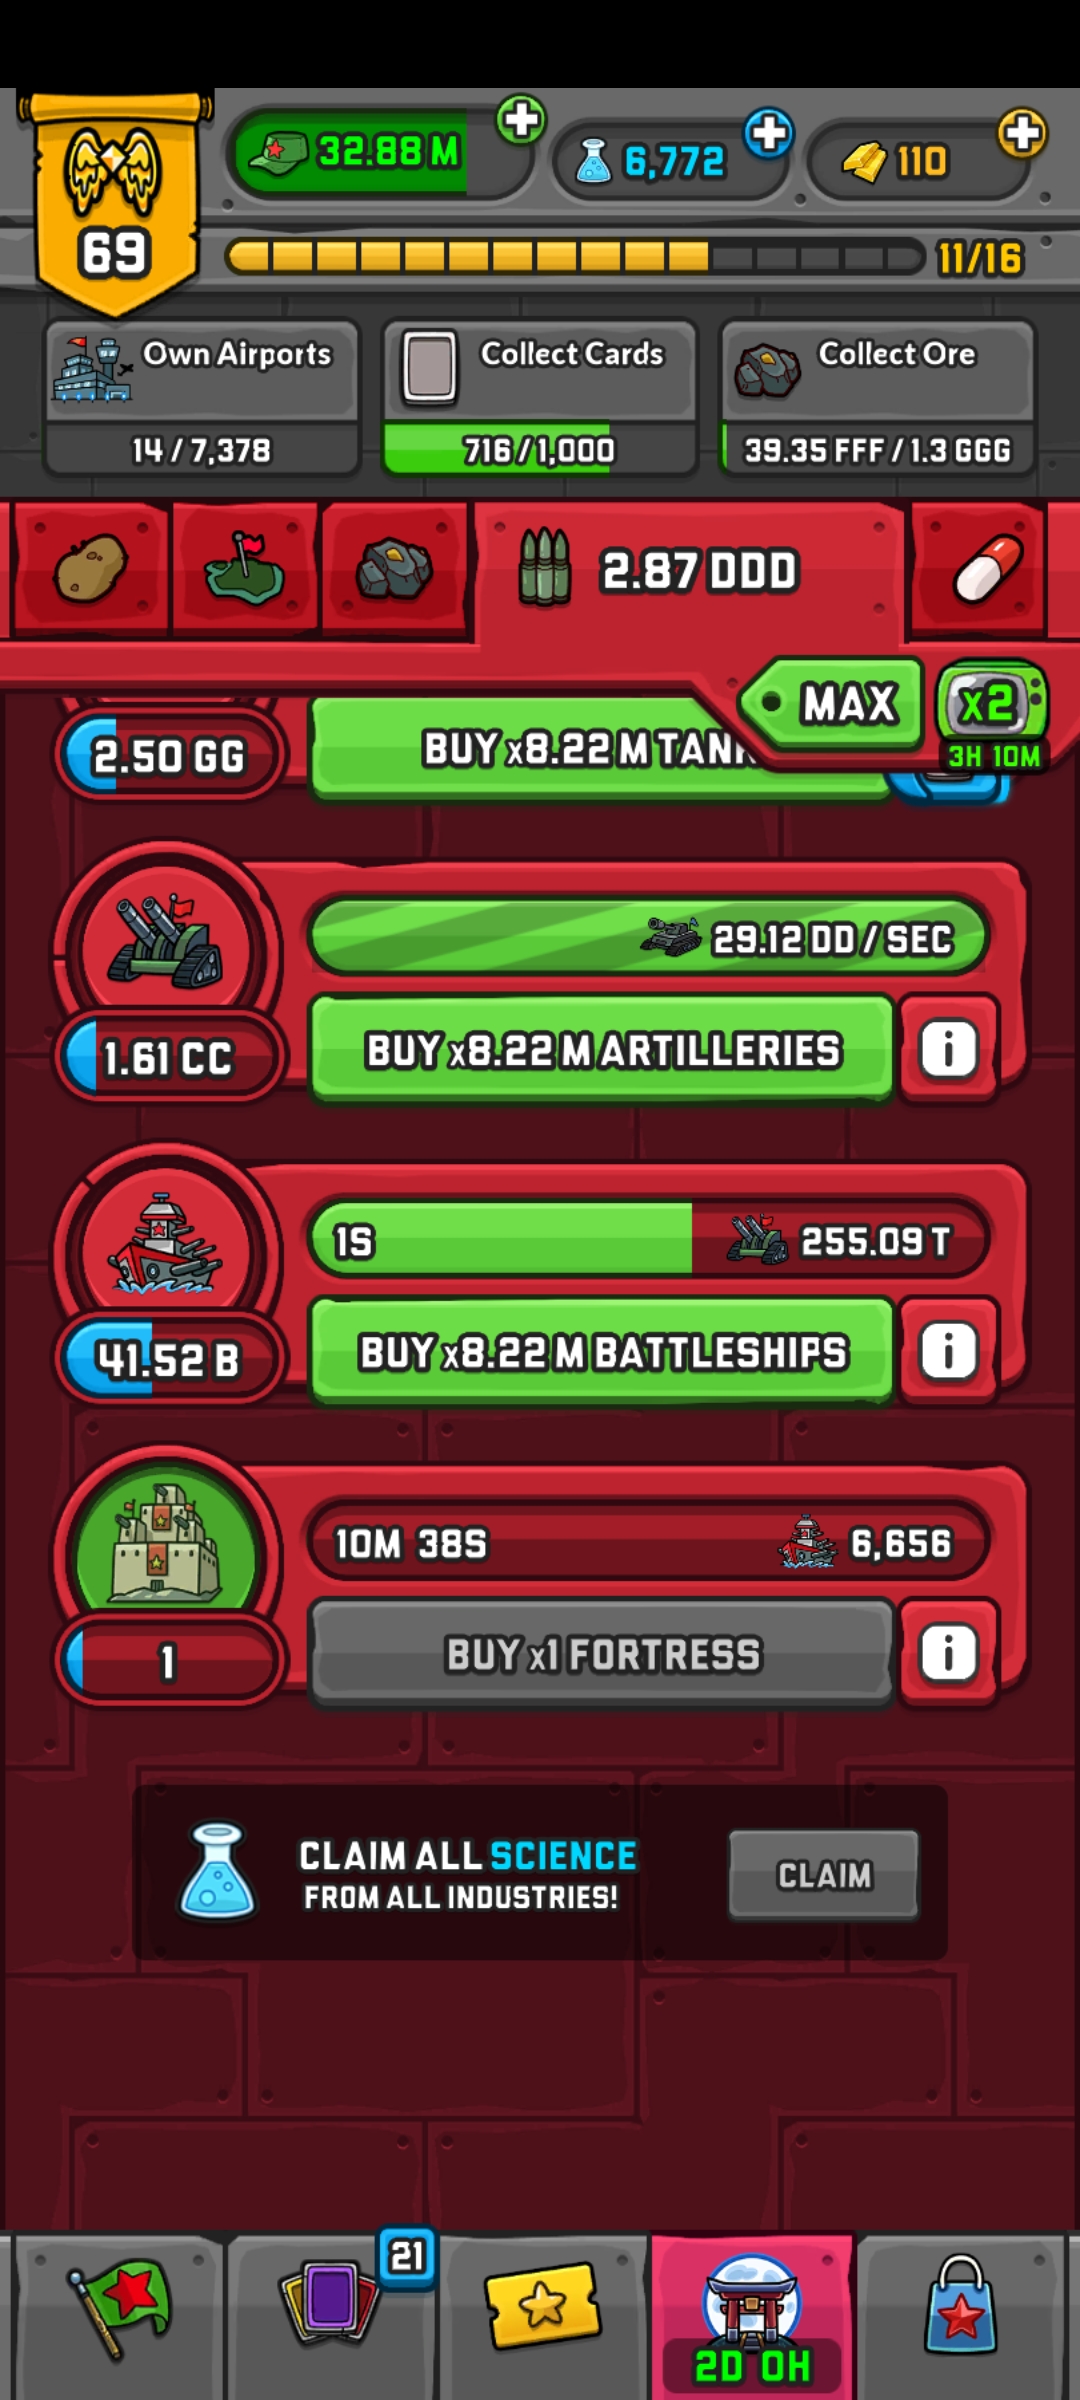 69
32.88 M
6,772
110
11/16
Own Airports
14 / 7,378
Collect Cards
716 / 1,000
Collect Ore
39.35 FFF / 1.3 GGG
2.87 DDD
MAX
x2
3H 10M
2.50 GG
BUY x8.22 M
29.12 DD / SEC
1.61 CC
BUY x8.22 M ARTILLERIES
1S
255.09 T
41.52 B
BUY x8.22 M BATTLESHIPS
10M 38S
6,656
1
BUY x1 FORTRESS
CLAIM ALL SCIENCE
FROM ALL INDUSTRIES!
CLAIM
21
2D 0H